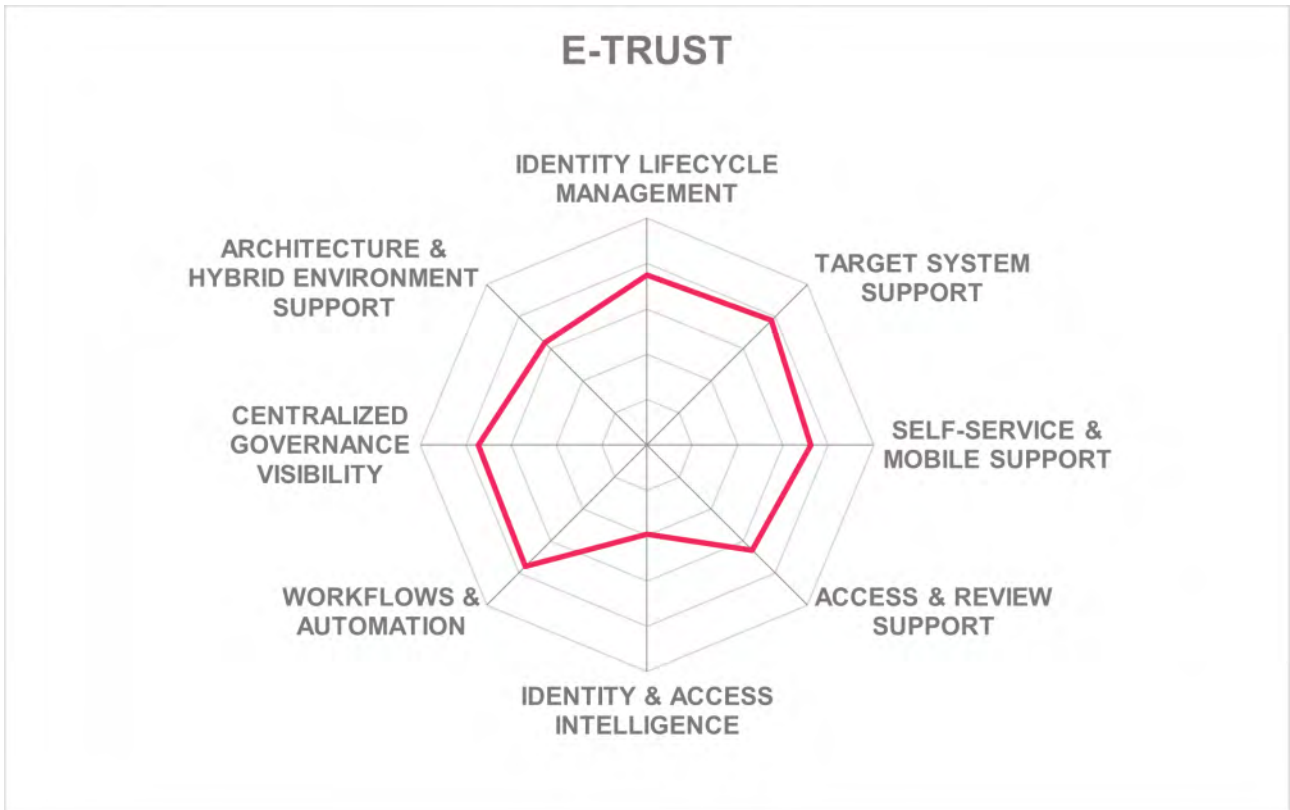 E-TRUST
IDENTITY LIFECYCLE
MANAGEMENT
TARGET SYSTEM
SUPPORT
SELF-SERVICE &
MOBILE SUPPORT
ACCESS & REVIEW
SUPPORT
IDENTITY & ACCESS
INTELLIGENCE
WORKFLOWS &
AUTOMATION
CENTRALIZED
GOVERNANCE
VISIBILITY
ARCHITECTURE &
HYBRID ENVIRONMENT
SUPPORT